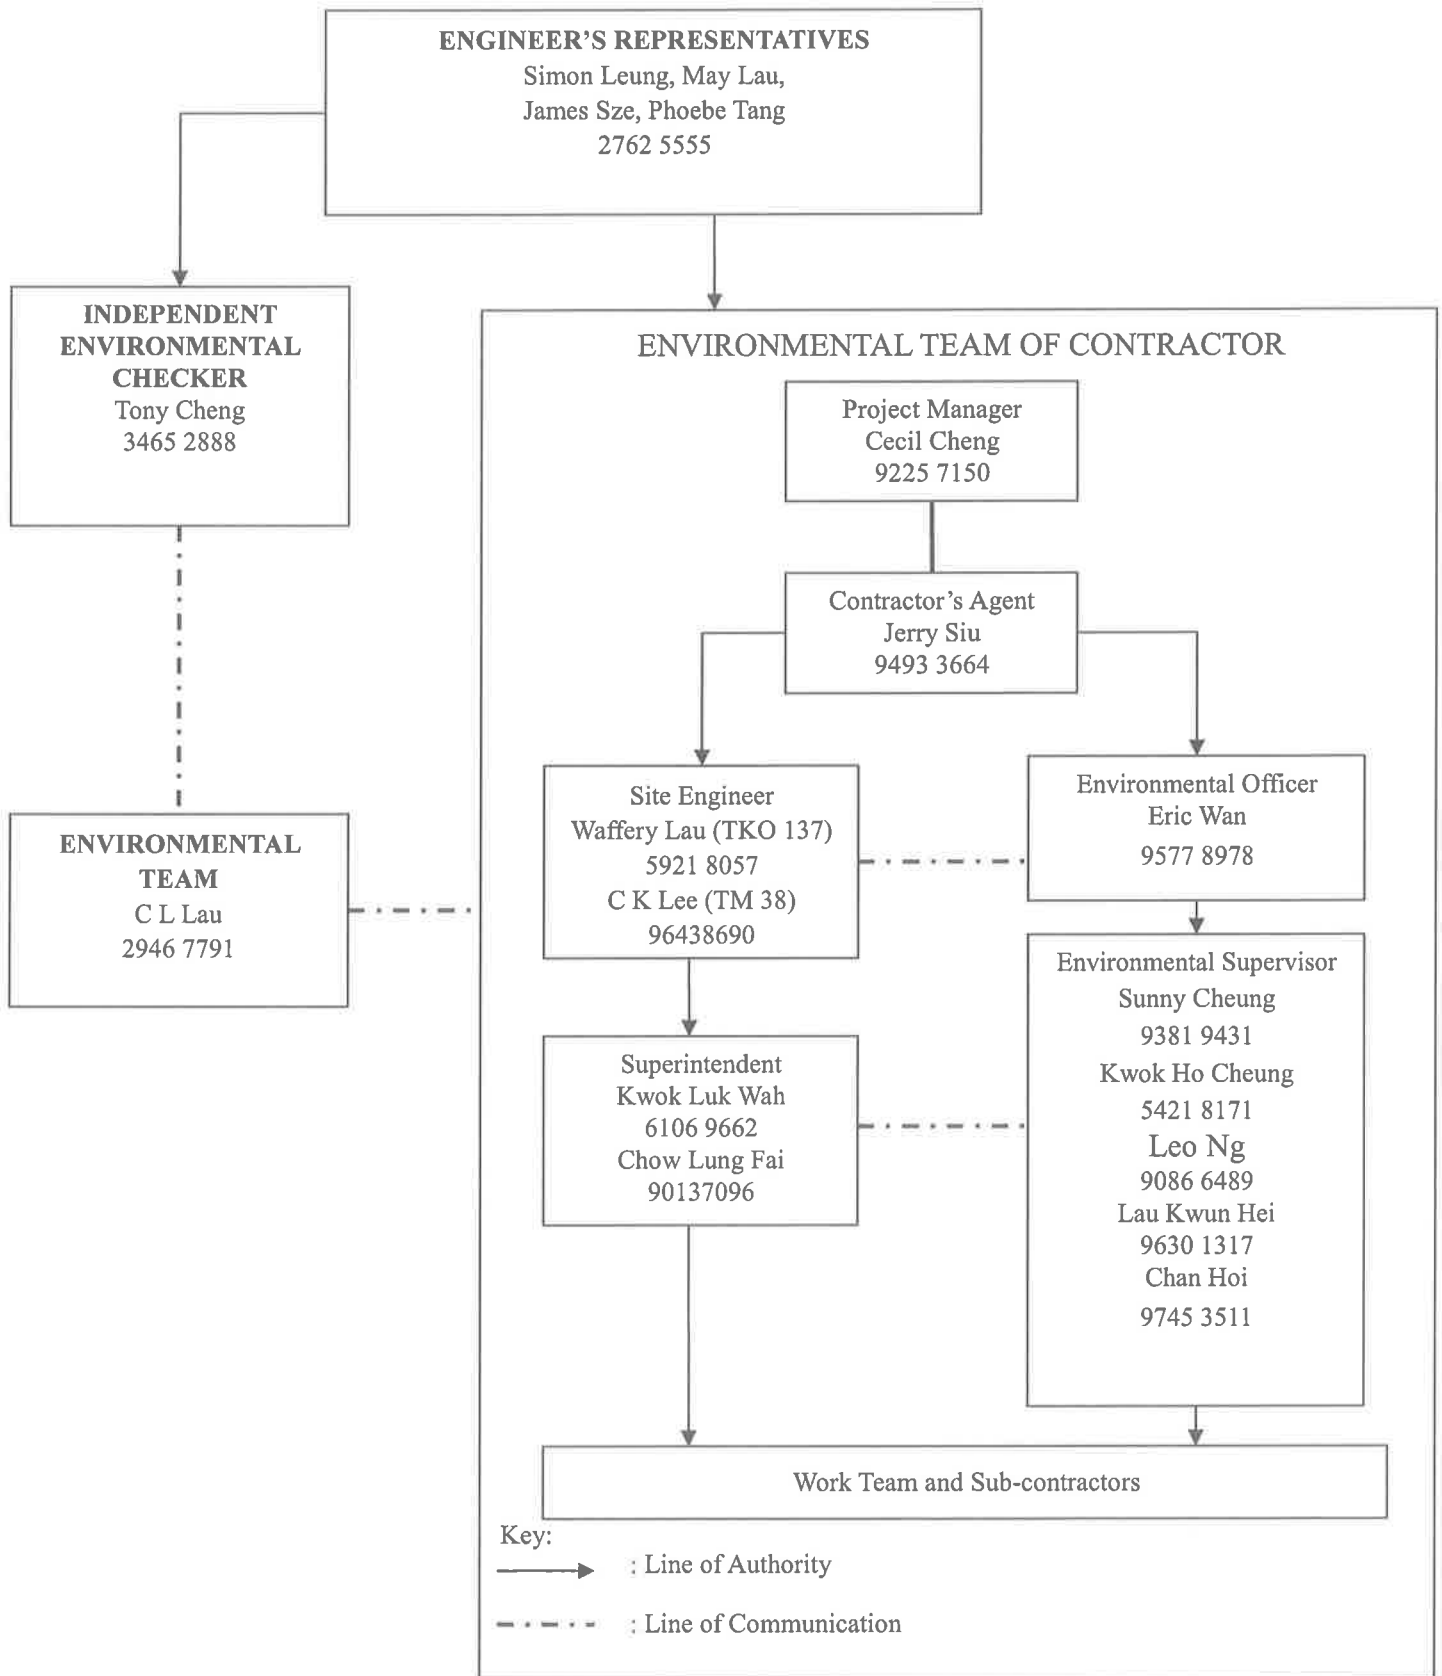 ENGINEER'S REPRESENTATIVES
Simon Leung, May Lau,
James Sze, Phoebe Tang
2762 5555
INDEPENDENT
ENVIRONMENTAL
CHECKER
Tony Cheng
3465 2888
ENVIRONMENTAL
TEAM
C L Lau
2946 7791
ENVIRONMENTAL TEAM OF CONTRACTOR
Project Manager
Cecil Cheng
9225 7150
Contractor's Agent
Jerry Siu
9493 3664
Site Engineer
Waffery Lau (TKO 137)
5921 8057
C K Lee (TM 38)
96438690
Environmental Officer
Eric Wan
9577 8978
Superintendent
Kwok Luk Wah
6106 9662
Chow Lung Fai
90137096
Environmental Supervisor
Sunny Cheung
9381 9431
Kwok Ho Cheung
5421 8171
Leo Ng
9086 6489
Lau Kwun Hei
9630 1317
Chan Hoi
9745 3511
Work Team and Sub-contractors
Key:
: Line of Authority
: Line of Communication